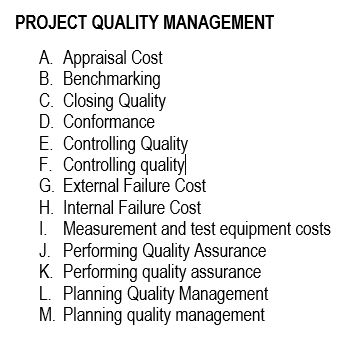 PROJECT QUALITY MANAGEMENT
A. Appraisal Cost
B. Benchmarking
C. Closing Quality
D. Conformance
E. Controlling Quality
F. Controlling quality
G. External Failure Cost
H. Internal Failure Cost
I. Measurement and test equipment costs
J. Performing Quality Assurance
K. Performing quality assurance
L. Planning Quality Management
M. Planning quality management